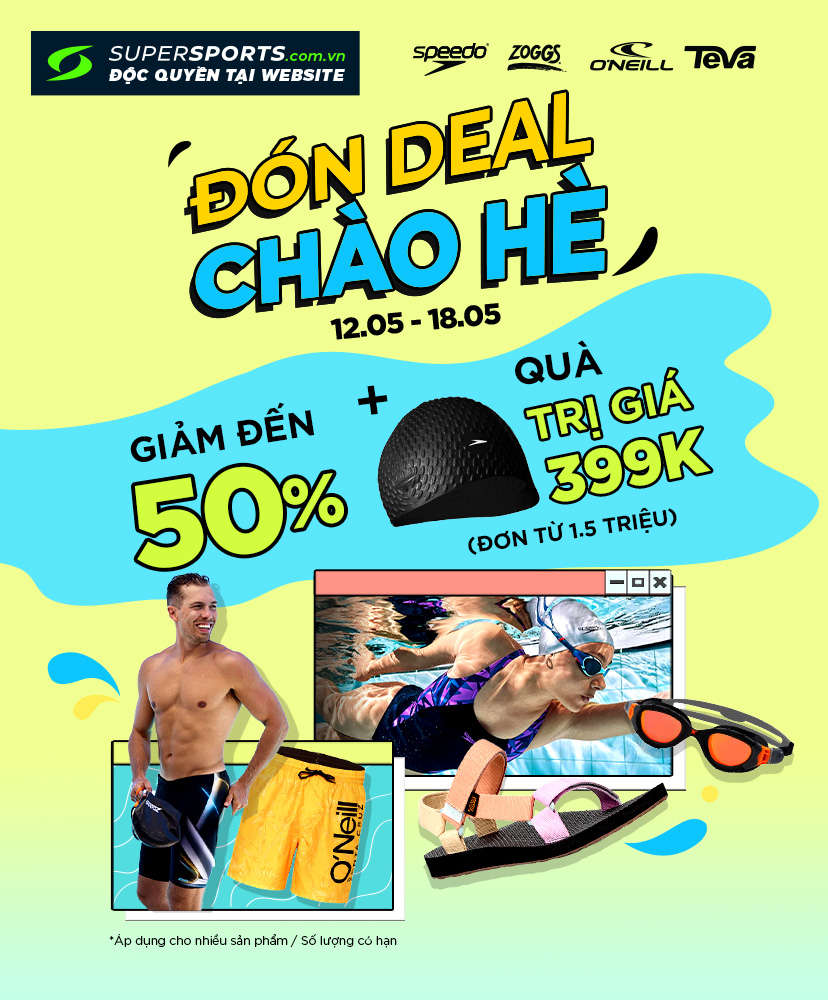 SUPERSPORTS.com.vn
ĐỘC QUYỀN TẠI WEBSITE
speedo ZOGGS O'NEILL Teva
ĐÓN DEAL
CHÀO HÈ
12.05 - 18.05
GIẢM ĐẾN
50%
+
QUÀ
TRỊ GIÁ
399K
(ĐƠN TỪ 1.5 TRIỆU)
O'Neill
SANTA CRUZ
*Áp dụng cho nhiều sản phẩm / Số lượng có hạn